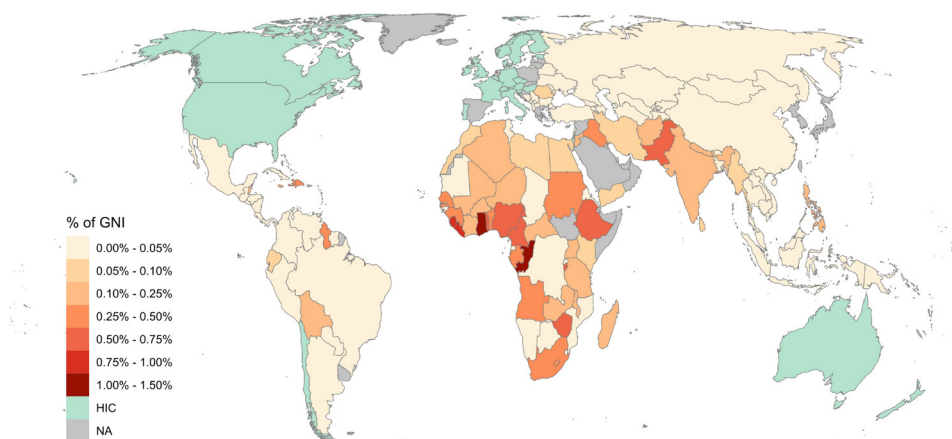 % of GNI
0.00% - 0.05%
0.05% - 0.10%
0.10% - 0.25%
0.25% - 0.50%
0.50% - 0.75%
0.75% - 1.00%
1.00% - 1.50%
HIC
NA